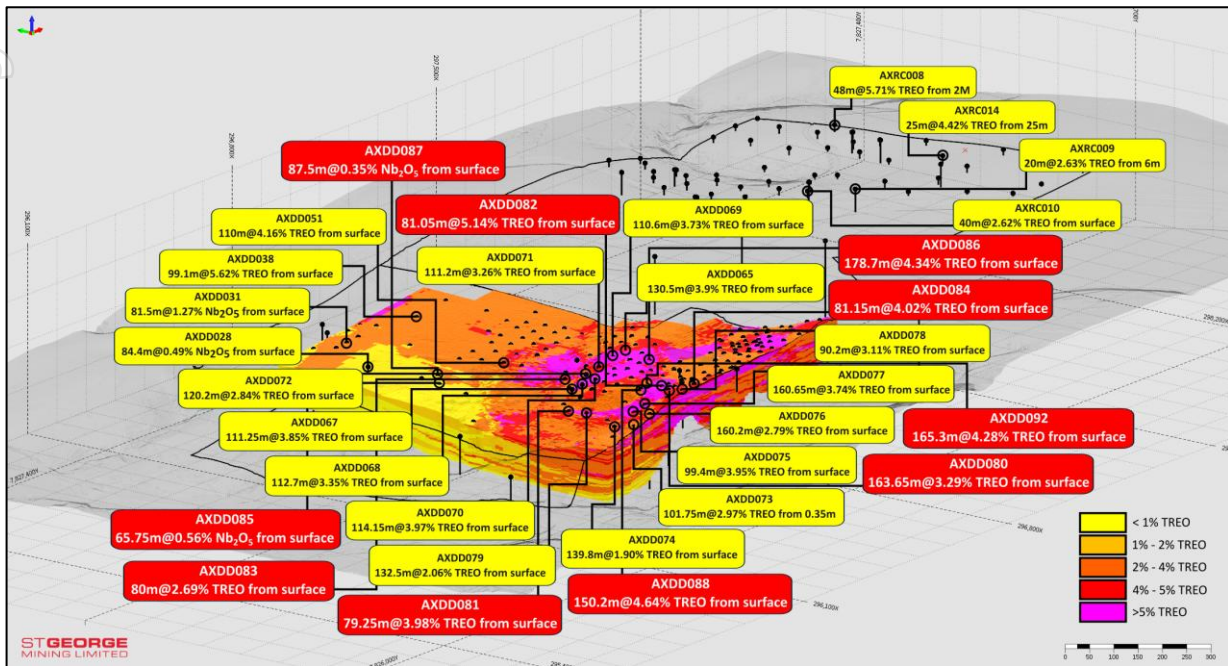 7,827,400X
297,500X
296,800X
296,100X
AXRC008
48m@5.71% TREO from 2M
AXRC014
25m@4.42% TREO from 25m
AXRC009
20m@2.63% TREO from 6m
AXRC010
40m@2.62% TREO from surface
AXDD087
87.5m@0.35% Nb₂O₅ from surface
AXDD082
81.05m@5.14% TREO from surface
AXDD069
110.6m@3.73% TREO from surface
AXDD051
110m@4.16% TREO from surface
AXDD071
111.2m@3.26% TREO from surface
AXDD086
178.7m@4.34% TREO from surface
AXDD038
99.1m@5.62% TREO from surface
AXDD065
130.5m@3.9% TREO from surface
AXDD084
81.15m@4.02% TREO from surface
AXDD031
81.5m@1.27% Nb₂O₅ from surface
AXDD078
90.2m@3.11% TREO from surface
AXDD028
84.4m@0.49% Nb₂O₅ from surface
AXDD077
160.65m@3.74% TREO from surface
AXDD072
120.2m@2.84% TREO from surface
AXDD076
160.2m@2.79% TREO from surface
AXDD092
165.3m@4.28% TREO from surface
AXDD067
111.25m@3.85% TREO from surface
AXDD075
99.4m@3.95% TREO from surface
AXDD080
163.65m@3.29% TREO from surface
AXDD068
112.7m@3.35% TREO from surface
AXDD073
101.75m@2.97% TREO from 0.35m
AXDD070
114.15m@3.97% TREO from surface
AXDD085
65.75m@0.56% Nb₂O₅ from surface
AXDD074
139.8m@1.90% TREO from surface
AXDD079
132.5m@2.06% TREO from surface
AXDD083
80m@2.69% TREO from surface
AXDD088
150.2m@4.64% TREO from surface
AXDD081
79.25m@3.98% TREO from surface
296,800X
296,100X
< 1% TREO
1% - 2% TREO
2% - 4% TREO
4% - 5% TREO
>5% TREO
0 50 100 150 200 250 300
ST GEORGE
MINING LIMITED